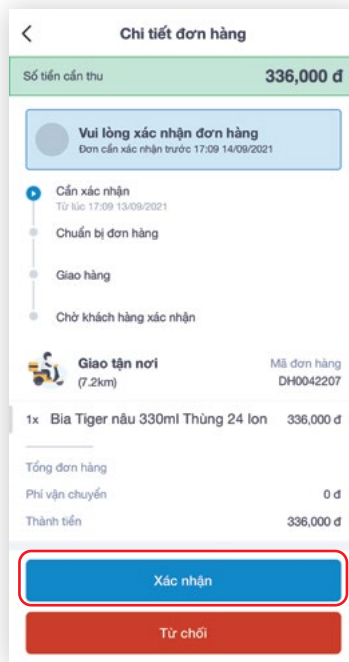 Chi tiết đơn hàng
Số tiền cần thu 336,000 đ
Vui lòng xác nhận đơn hàng
Đơn cần xác nhận trước 17:09 14/09/2021
Cần xác nhận
Từ lúc 17:09 13/09/2021
Chuẩn bị đơn hàng
Giao hàng
Chờ khách hàng xác nhận
Giao tận nơi Mã đơn hàng
(7.2km) DH0042207
1x Bia Tiger nâu 330ml Thùng 24 lon 336,000 đ
Tổng đơn hàng
Phí vận chuyển 0 đ
Thành tiền 336,000 đ
Xác nhận
Từ chối